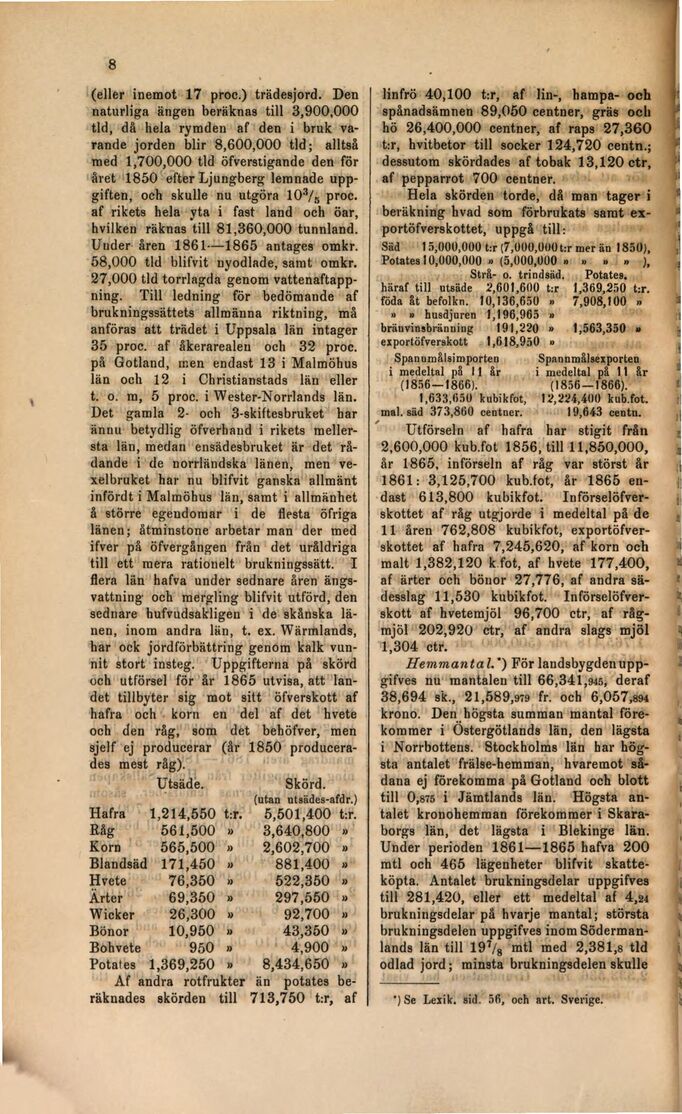 8
(eller inemot 17 proc.) trädesjord. Den
naturliga ängen beräknas till 3,900,000
tld, då hela rymden af den i bruk va-
rande jorden blir 8,600,000 tld; alltså
med 1,700,000 tld öfverstigande den för
året 1850 efter Ljungberg lemnade upp-
giften, och skulle nu utgöra 10³/₅ proc.
af rikets hela yta i fast land och öar,
hvilken räknas till 81,360,000 tunnland.
Under åren 1861—1865 antages omkr.
58,000 tld blifvit nyodlade, samt omkr.
27,000 tld torrlagda genom vattenaftapp-
ning. Till ledning för bedömande af
brukningssättets allmänna riktning, må
anföras att trädet i Uppsala län intager
35 proc. af åkerarealen och 32 proc.
på Gotland, men endast 13 i Malmöhus
län och 12 i Christianstads län eller
t. o. m, 5 proc. i Wester-Norrlands län.
Det gamla 2- och 3-skiftesbruket har
ännu betydlig öfverhand i rikets meller-
sta län, medan ensädesbruket är det rå-
dande i de norrländska länen, men ve-
xelbruket har nu blifvit ganska allmänt
infördt i Malmöhus län, samt i allmänhet
å större egendomar i de flesta öfriga
länen; åtminstone arbetar man der med
ifver på öfvergången från det uråldriga
till ett mera rationelt brukningssätt. I
flera län hafva under sednare åren ängs-
vattning och mergling blifvit utförd, den
sednare hufvudsakligen i de skånska lä-
nen, inom andra län, t. ex. Wärmlands,
har ock jordförbättring genom kalk vun-
nit stort insteg. Uppgifterna på skörd
och utförsel för år 1865 utvisa, att lan-
det tillbyter sig mot sitt öfverskott af
hafra och korn en del af det hvete
och den råg, som det behöfver, men
sjelf ej producerar (år 1850 producera-
des mest råg).
Utsäde. Skörd.
(utan utsädes-afdr.)
Hafra 1,214,550 t:r. 5,501,400 t:r.
Råg 561,500 » 3,640,800 »
Korn 565,500 » 2,602,700 »
Blandsäd 171,450 » 881,400 »
Hvete 76,350 » 522,350 »
Ärter 69,350 » 297,550 »
Wicker 26,300 » 92,700 »
Bönor 10,950 » 43,350 »
Bohvete 950 » 4,900 »
Potates 1,369,250 » 8,434,650 »
Af andra rotfrukter än potates be-
räknades skörden till 713,750 t:r, af
linfrö 40,100 t:r, af lin-, hampa- och
spånadsämnen 89,050 centner, gräs och
hö 26,400,000 centner, af raps 27,360
t:r, hvitbetor till socker 124,720 centn.;
dessutom skördades af tobak 13,120 ctr,
af pepparrot 700 centner.
Hela skörden torde, då man tager i
beräkning hvad som förbrukats samt ex-
portöfverskottet, uppgå till:
Säd 15,000,000 t:r (7,000,000 t:r mer än 1850),
Potates 10,000,000 » (5,000,000 » » » » ),
Strå- o. trindsäd. Potates.
häraf till utsäde 2,601,600 t:r 1,369,250 t:r.
föda åt befolkn. 10,136,650 » 7,908,100 »
» » husdjuren 1,196,965 »
bränvinsbränning 191,220 » 1,563,350 »
exportöfverskott 1,618,950 »
Spannmålsimporten Spannmålsexporten
i medeltal på 11 år i medeltal på 11 år
(1856—1866). (1856—1866).
1,633,650 kubikfot, 12,224,400 kub.fot.
mal. säd 373,860 centner. 19,643 centn.
Utförseln af hafra har stigit från
2,600,000 kub.fot 1856, till 11,850,000,
år 1865, införseln af råg var störst år
1861: 3,125,700 kub.fot, år 1865 en-
dast 613,800 kubikfot. Införselöfver-
skottet af råg utgjorde i medeltal på de
11 åren 762,808 kubikfot, exportöfver-
skottet af hafra 7,245,620, af korn och
malt 1,382,120 k.fot, af hvete 177,400,
af ärter och bönor 27,776, af andra sä-
desslag 11,530 kubikfot. Införselöfver-
skott af hvetemjöl 96,700 ctr, af råg-
mjöl 202,920 ctr, af andra slags mjöl
1,304 ctr.
Hemmantal.*) För landsbygden upp-
gifves nu mantalen till 66,341,945, deraf
38,694 sk., 21,589,979 fr. och 6,057,894
krono. Den högsta summan mantal före-
kommer i Östergötlands län, den lägsta
i Norrbottens. Stockholms län har hög-
sta antalet frälse-hemman, hvaremot så-
dana ej förekomma på Gotland och blott
till 0,875 i Jämtlands län. Högsta an-
talet kronohemman förekommer i Skara-
borgs län, det lägsta i Blekinge län.
Under perioden 1861—1865 hafva 200
mtl och 465 lägenheter blifvit skatte-
köpta. Antalet brukningsdelar uppgifves
till 281,420, eller ett medeltal af 4,24
brukningsdelar på hvarje mantal; största
brukningsdelen uppgifves inom Söderman-
lands län till 19⁷/₈ mtl med 2,381,8 tld
odlad jord; minsta brukningsdelen skulle
*) Se Lexik. sid. 56, och art. Sverige.